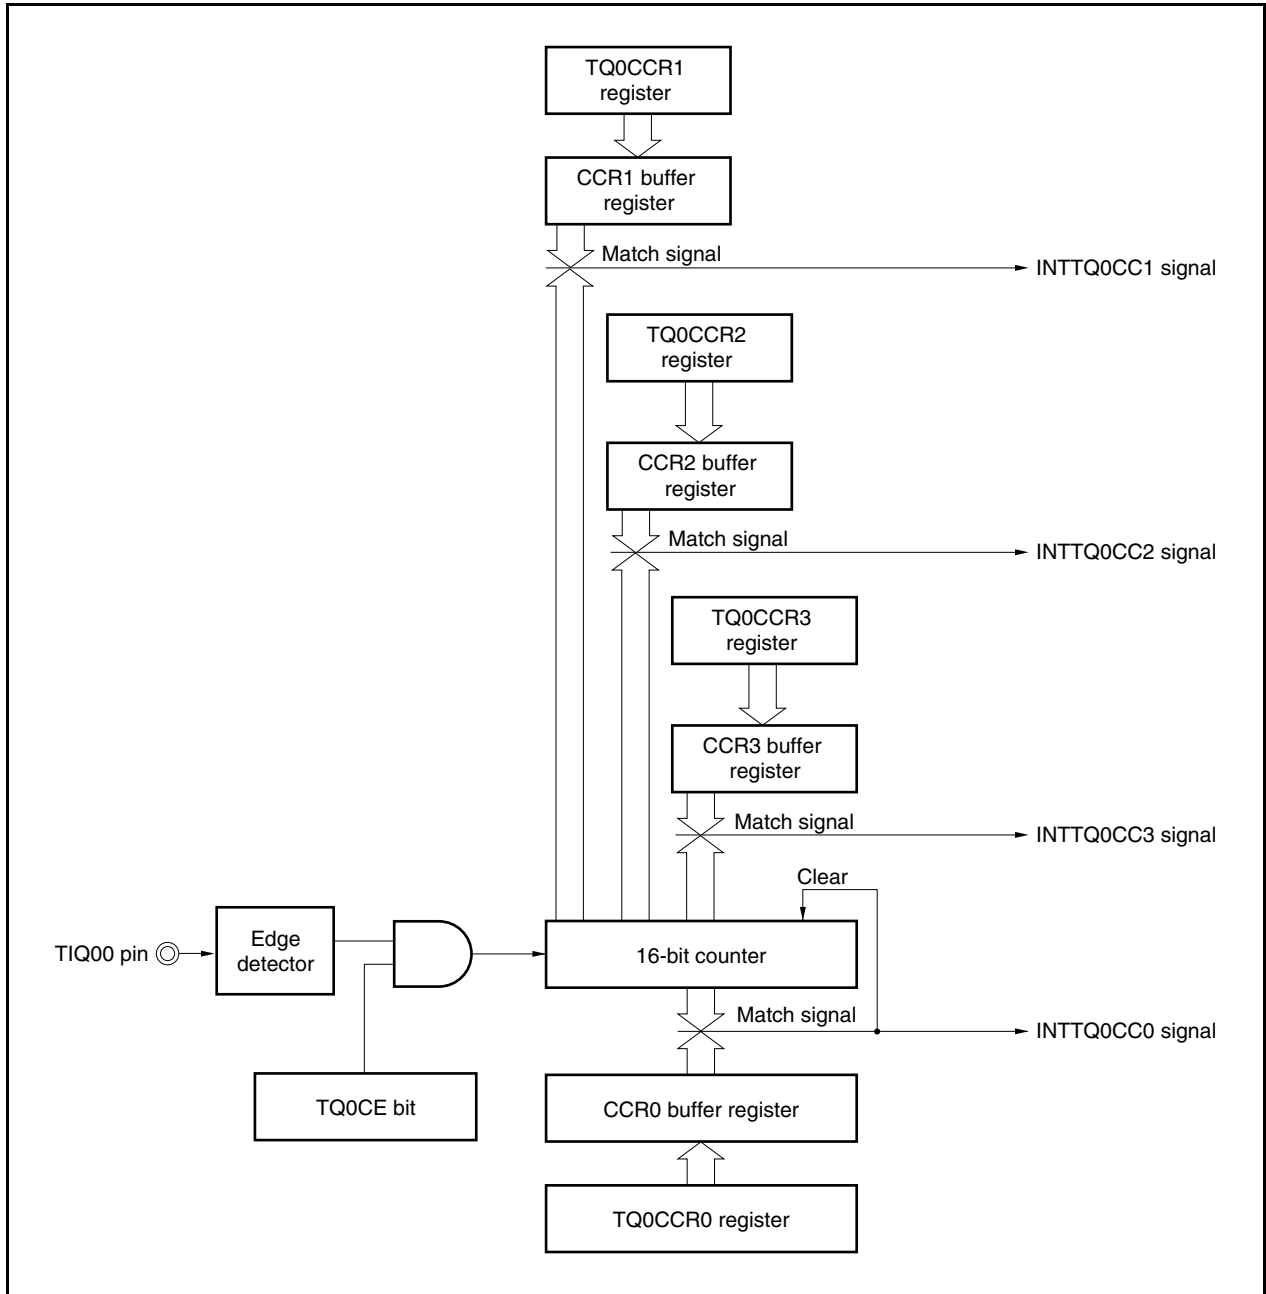 TQ0CCR1
register
CCR1 buffer
register
Match signal
INTTQ0CC1 signal
TQ0CCR2
register
CCR2 buffer
register
Match signal
INTTQ0CC2 signal
TQ0CCR3
register
CCR3 buffer
register
Match signal
INTTQ0CC3 signal
Clear
TIQ00 pin
Edge
detector
16-bit counter
Match signal
INTTQ0CC0 signal
TQ0CE bit
CCR0 buffer register
TQ0CCR0 register